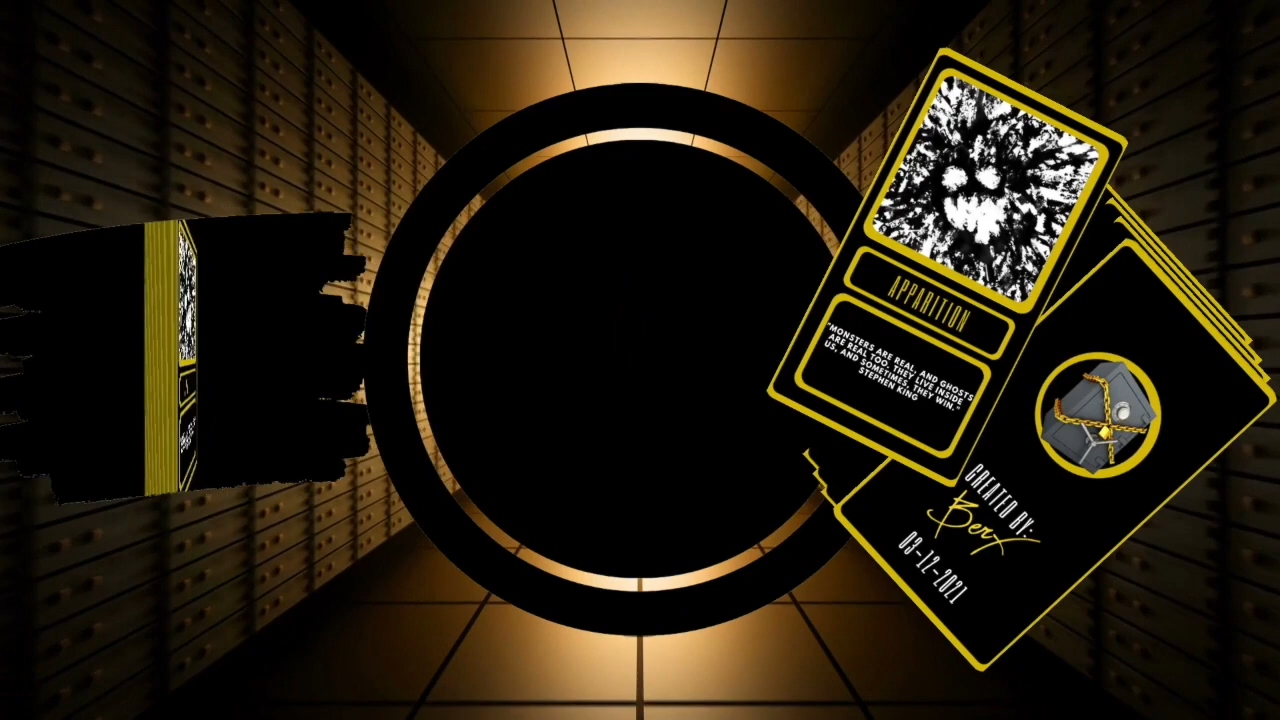 APPARITION
"MONSTERS ARE REAL, AND GHOSTS
ARE REAL TOO. THEY LIVE INSIDE
US, AND SOMETIMES, THEY WIN."
STEPHEN KING
CREATED BY:
Berx
03-12-2021